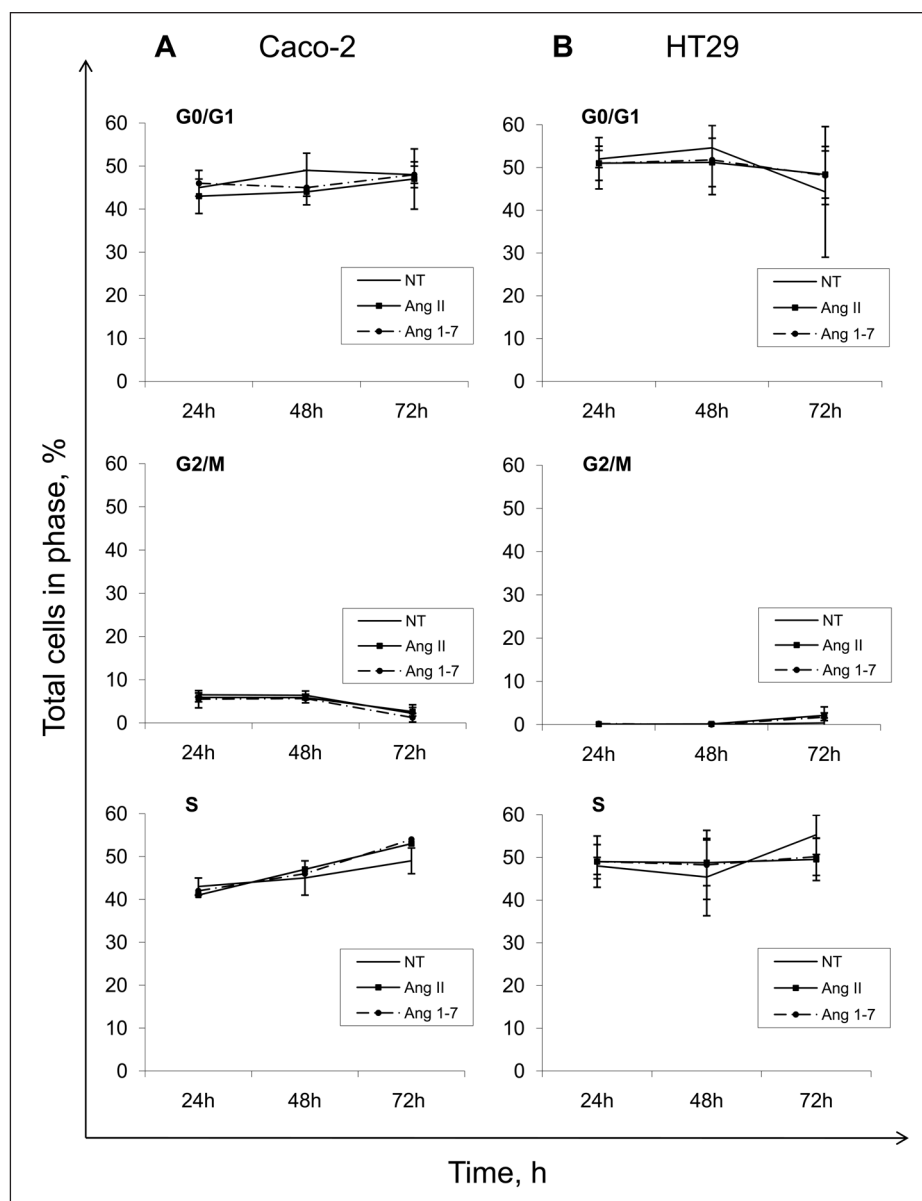 A Caco-2
B HT29
Total cells in phase, %
G0/G1
60
50
40
30
20
10
0
NT
Ang II
Ang 1-7
24h 48h 72h
G0/G1
60
50
40
30
20
10
0
NT
Ang II
Ang 1-7
24h 48h 72h
G2/M
60
50
40
30
20
10
0
NT
Ang II
Ang 1-7
24h 48h 72h
G2/M
60
50
40
30
20
10
0
NT
Ang II
Ang 1-7
24h 48h 72h
S
60
50
40
30
20
10
0
NT
Ang II
Ang 1-7
24h 48h 72h
S
60
50
40
30
20
10
0
NT
Ang II
Ang 1-7
24h 48h 72h
Time, h